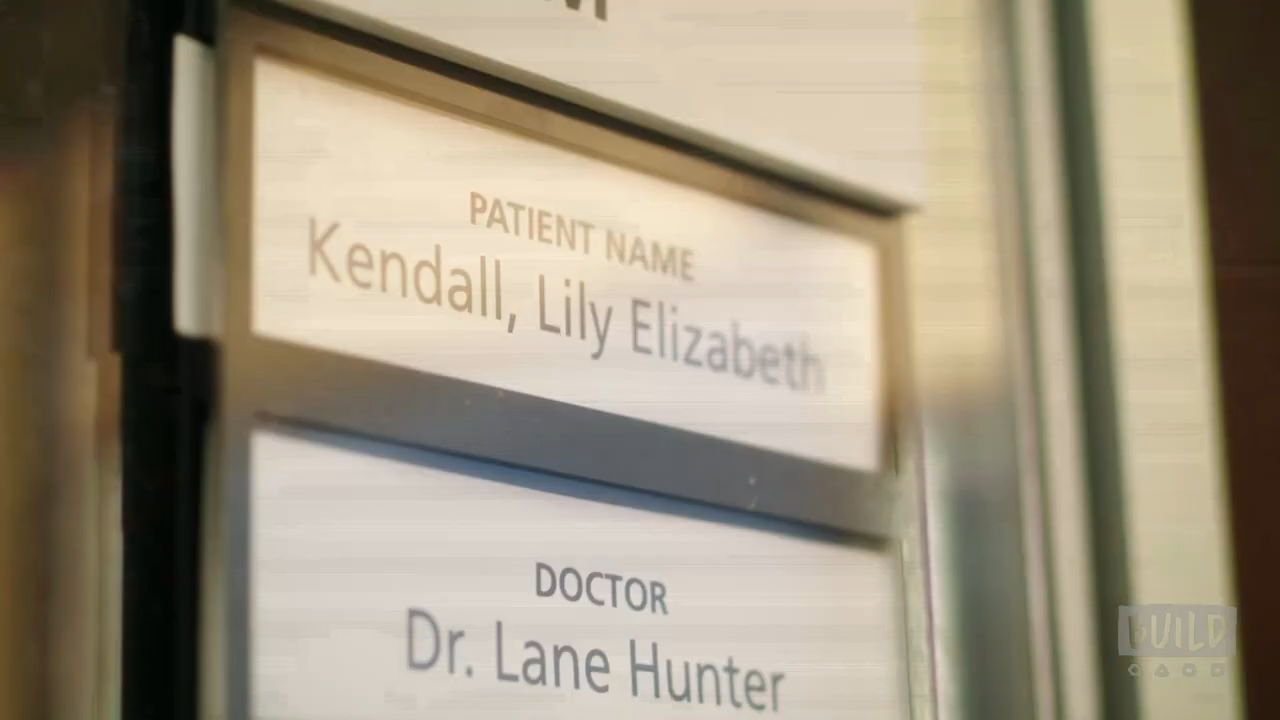 PATIENT NAME
Kendall, Lily Elizabeth
DOCTOR
Dr. Lane Hunter
BUILD